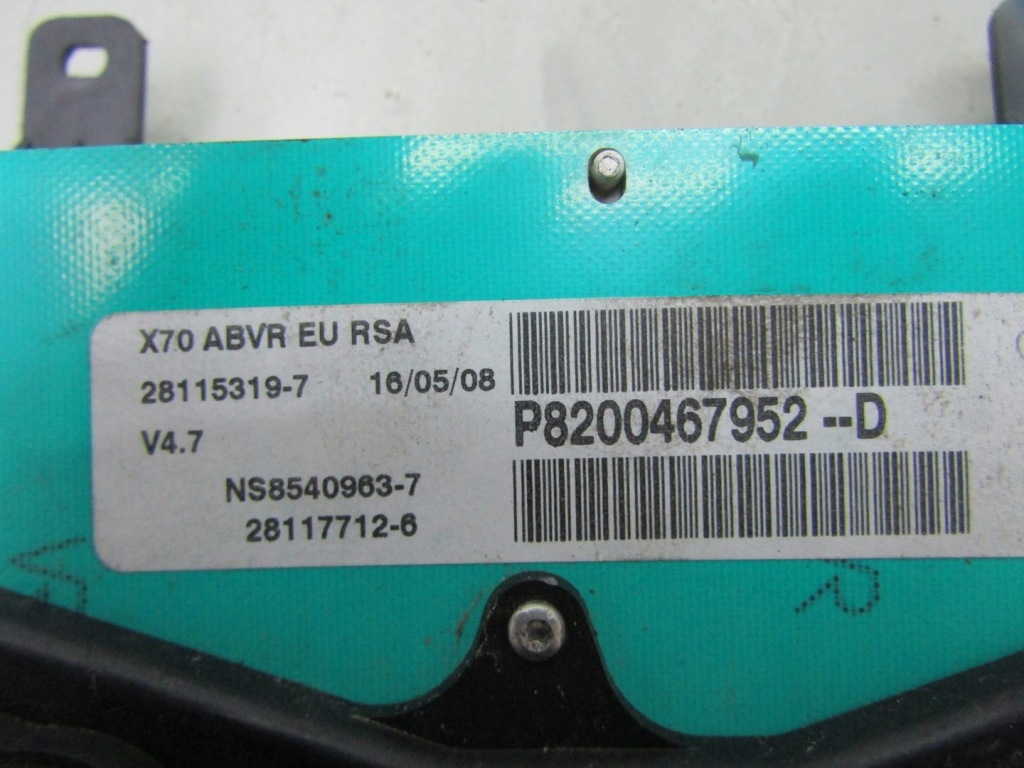 X70 ABVR EU RSA
28115319-7 16/05/08
P8200467952 --D
V4.7
NS8540963-7
28117712-6